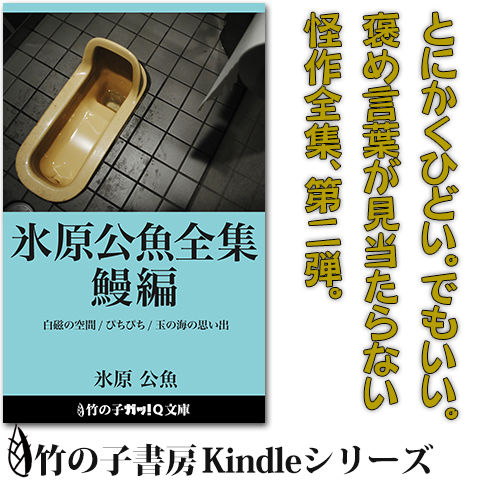 とにかくひどい。でもいい。
褒め言葉が見当たらない
怪作全集、第二弾。
氷原公魚全集
鰻編
白磁の空間 / ぴちぴち / 玉の海の思い出
氷原 公魚
竹の子ガッ!Q文庫
竹の子書房Kindleシリーズ